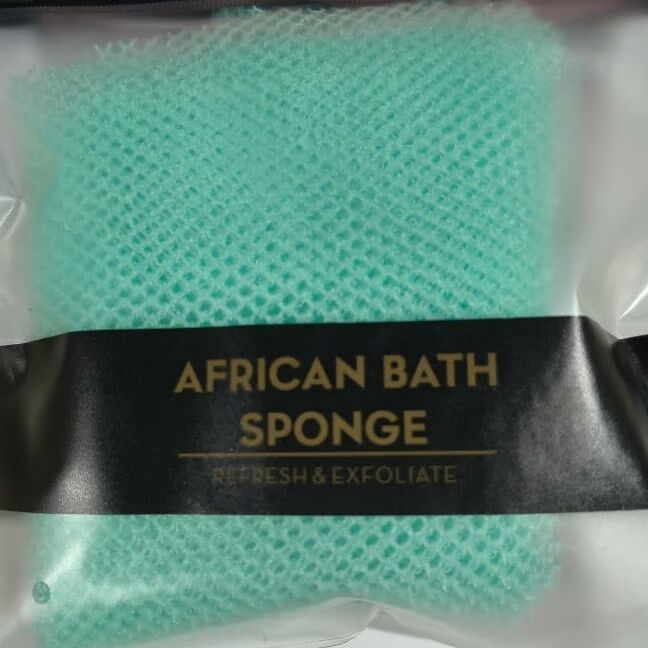 AFRICAN BATH
SPONGE
REFRESH & EXFOLIATE